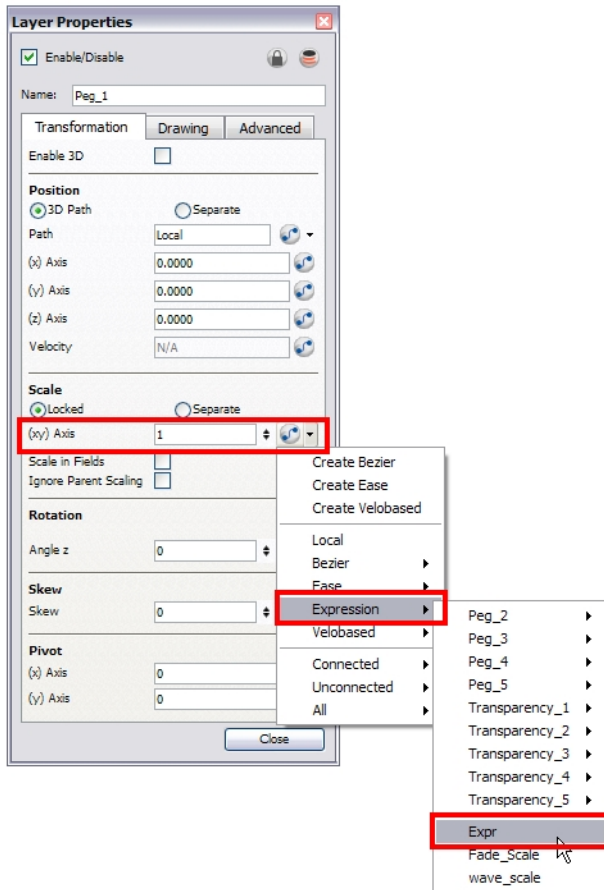 Layer Properties
Enable/Disable
Name: Peg_1
Transformation Drawing Advanced
Enable 3D
Position
3D Path Separate
Path Local
(x) Axis 0.0000
(y) Axis 0.0000
(z) Axis 0.0000
Velocity N/A
Scale
Locked Separate
(xy) Axis 1
Scale in Fields
Ignore Parent Scaling
Rotation
Angle z 0
Skew
Skew 0
Pivot
(x) Axis 0
(y) Axis 0
Close
Create Bezier
Create Ease
Create Velobased
Local
Bezier
Ease
Expression
Velobased
Connected
Unconnected
All
Peg_2
Peg_3
Peg_4
Peg_5
Transparency_1
Transparency_2
Transparency_3
Transparency_4
Transparency_5
Expr
Fade_Scale
wave_scale